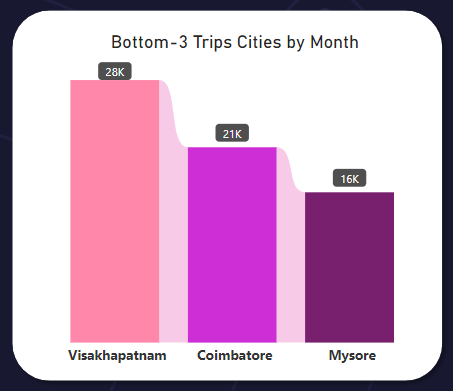 Bottom-3 Trips Cities by Month
28K
21K
16K
Visakhapatnam Coimbatore Mysore